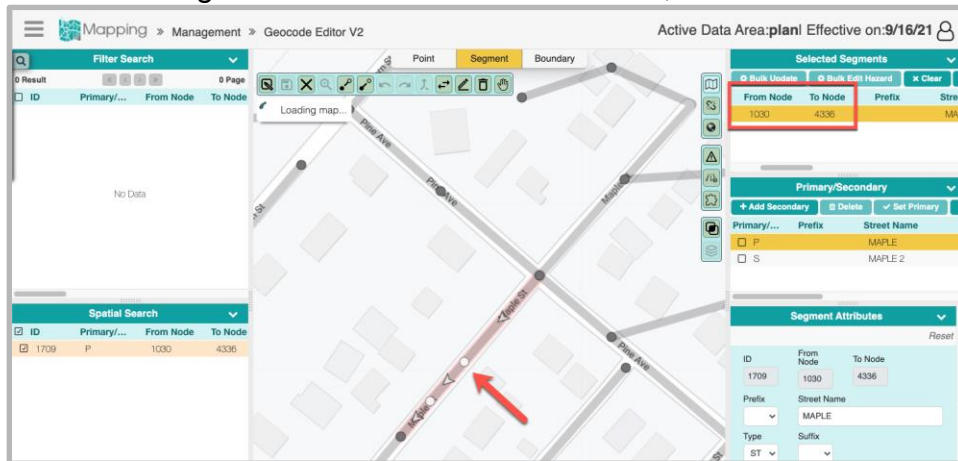 Mapping » Management » Geocode Editor V2
Active Data Area:plan| Effective on:9/16/21
Filter Search
0 Result
0 Page
ID Primary/... From Node To Node
No Data
Spatial Search
ID Primary/... From Node To Node
1709 P 1030 4336
Point Segment Boundary
Loading map...
Pine Ave
Pine Ave
Maple
Maple St
Pine Ave
Maple
St
St
Selected Segments
Bulk Update Bulk Edit Hazard × Clear
From Node To Node Prefix Stre
1030 4336 MA
Primary/Secondary
+ Add Secondary Delete ✓ Set Primary
Primary/... Prefix Street Name
P MAPLE
S MAPLE 2
Segment Attributes
Reset
ID From Node To Node
1709 1030 4336
Prefix Street Name
MAPLE
Type Suffix
ST